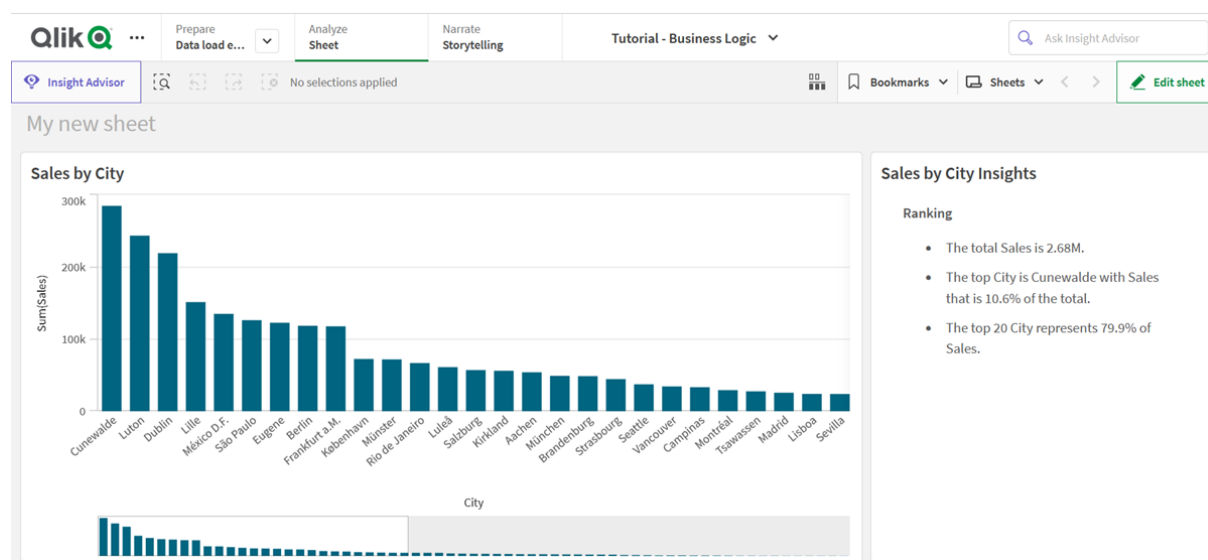 Qlik
Prepare
Data load e...
Analyze
Sheet
Narrate
Storytelling
Tutorial - Business Logic
Ask Insight Advisor
Insight Advisor
No selections applied
Bookmarks
Sheets
Edit sheet
My new sheet
Sales by City
300k
200k
100k
0
Sum(Sales)
Cunewalde
Luton
Dublin
Lille
México D.F.
São Paulo
Eugene
Berlin
Frankfurt a.M.
København
Münster
Rio de Janeiro
Luleå
Salzburg
Kirkland
Aachen
München
Brandenburg
Strasbourg
Seattle
Vancouver
Campinas
Montréal
Tsawassen
Madrid
Lisboa
Sevilla
City
Sales by City Insights
Ranking
• The total Sales is 2.68M.
• The top City is Cunewalde with Sales
that is 10.6% of the total.
• The top 20 City represents 79.9% of
Sales.